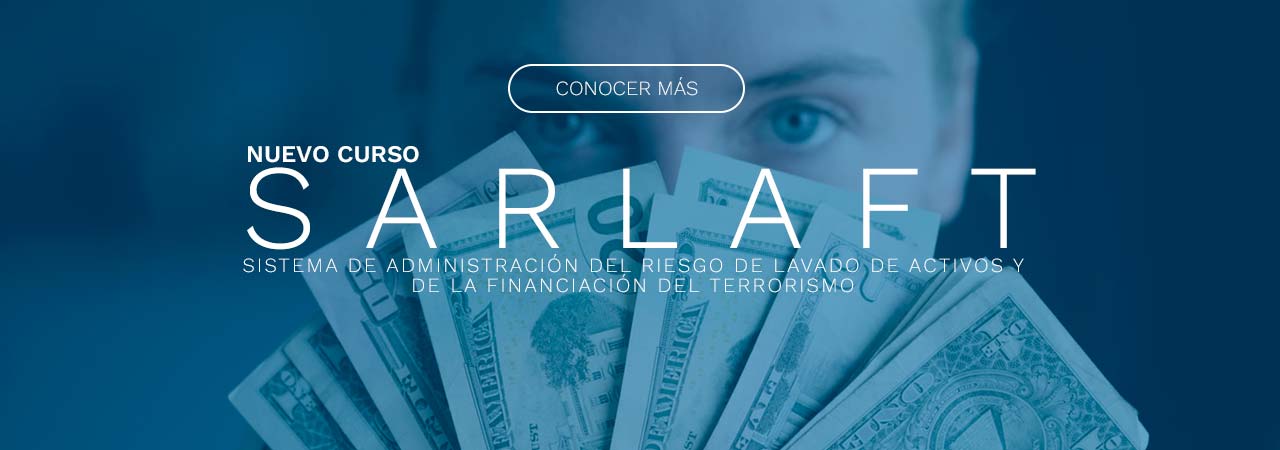 CONOCER MÁS
NUEVO CURSO
SARLAFT
SISTEMA DE ADMINISTRACIÓN DEL RIESGO DE LAVADO DE ACTIVOS Y
DE LA FINANCIACIÓN DEL TERRORISMO